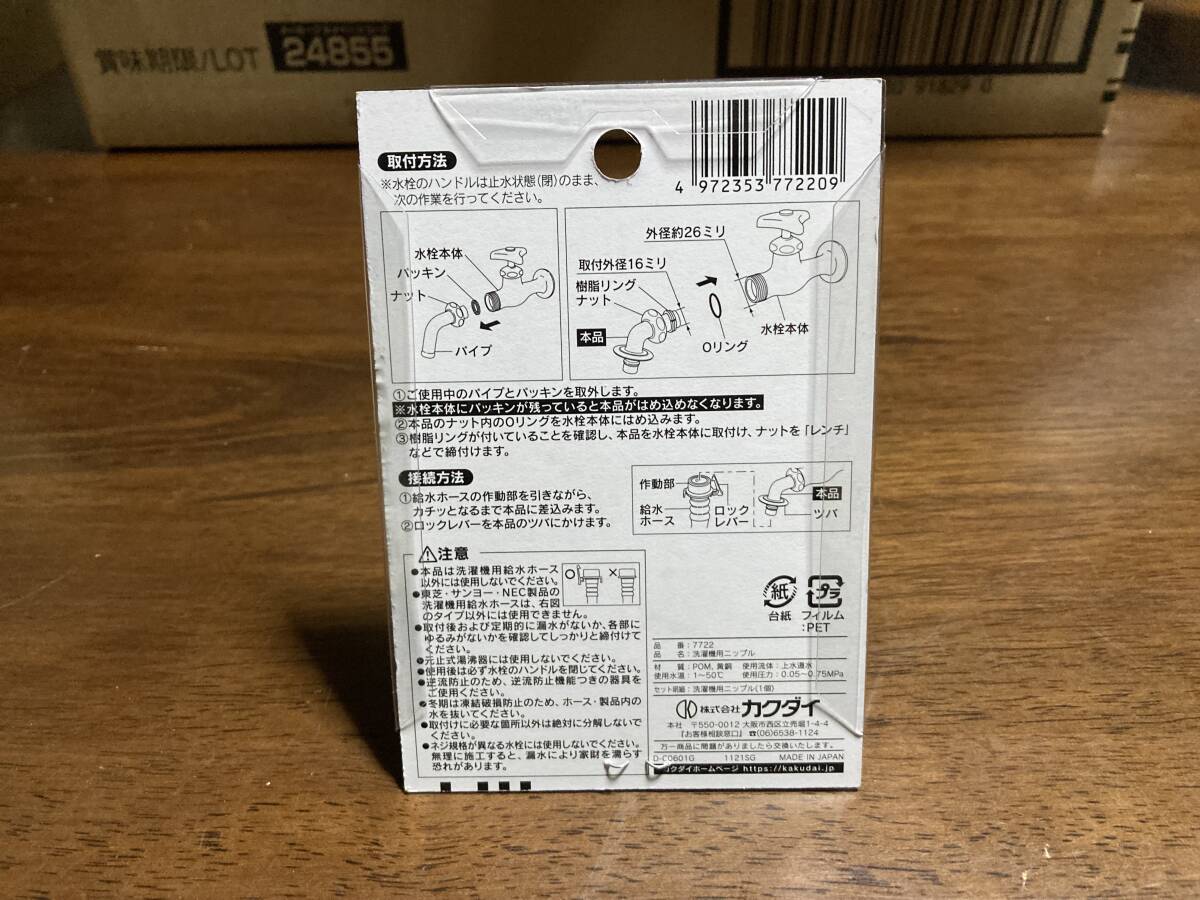 賞味期限/LOT 24855
91829 0
4 972353 772209
取付方法
※水栓のハンドルは止水状態(閉)のまま、
次の作業を行ってください。
水栓本体
パッキン
ナット
パイプ
外径約26ミリ
取付外径16ミリ
樹脂リング
ナット
本品
Oリング
水栓本体
①ご使用中のパイプとパッキンを取外します。
※水栓本体にパッキンが残っていると本品がはめ込めなくなります。
②本品のナット内のOリングを水栓本体にはめ込みます。
③樹脂リングが付いていることを確認し、本品を水栓本体に取付け、ナットを「レンチ」
などで締付けます。
接続方法
①給水ホースの作動部を引きながら、
カチッとなるまで本品に差込みます。
②ロックレバーを本品のツバにかけます。
作動部
給水
ホース
ロック
レバー
本品
ツバ
注意
●本品は洗濯機用給水ホース
以外には使用しないでください。
●東芝・サンヨー・NEC製品の
洗濯機用給水ホースは、右図
のタイプ以外には使用できません。
●取付後および定期的に漏水がないか、各部に
ゆるみがないかを確認してしっかりと締付けて
ください。
●元止式湯沸器には使用しないでください。
●使用後は必ず水栓のハンドルを閉じてください。
●逆流防止のため、逆流防止機能つきの器具を
ご使用ください。
●冬期は凍結破損防止のため、ホース・製品内の
水を抜いてください。
●取付けに必要な箇所以外は絶対に分解しないで
ください。
●ネジ規格が異なる水栓には使用しないでください。
無理に施工すると、漏水により家財を濡らす
恐れがあります。
○ ×
紙 プラ
台紙 フィルム
:PET
品 番:7722
品 名:洗濯機用ニップル
材 質:POM、黄銅 使用流体:上水道水
使用水温:1〜50℃ 使用圧力:0.05〜0.75MPa
セット明細:洗濯機用ニップル(1個)
株式会社カクダイ
本社 〒550-0012 大阪市西区立売堀1-4-4
『お客様相談窓口』☎(06)6538-1124
万一商品に問題がありましたら交換いたします。
D-C0601G 1121SG MADE IN JAPAN
カクダイホームページ https://kakudai.jp